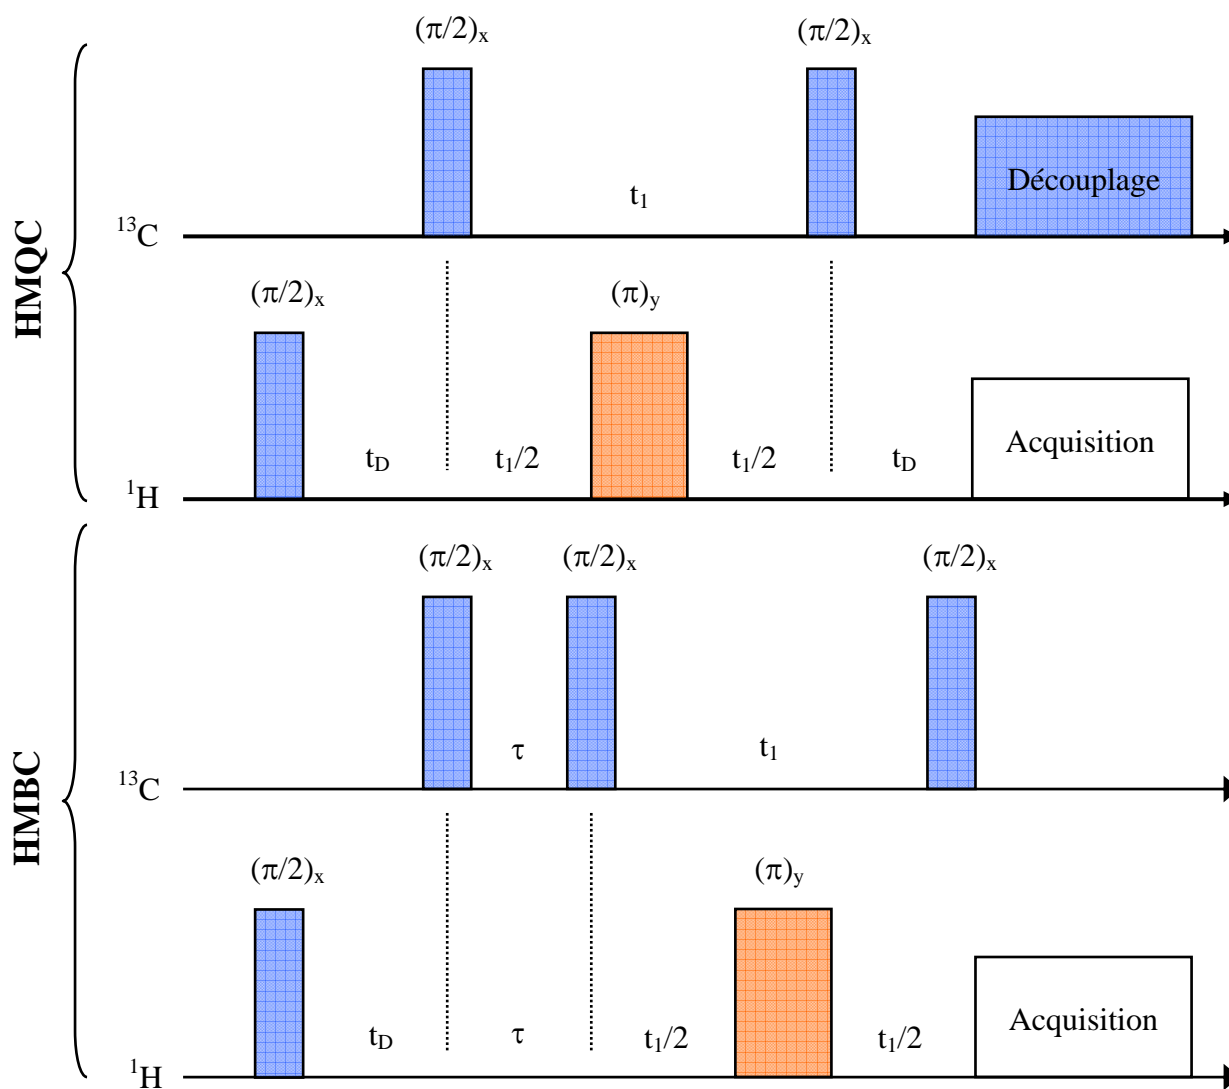 HMQC
(π/2)x (π/2)x
t1
Découplage
13C
(π/2)x (π)y
tD t1/2 t1/2 tD
Acquisition
1H
HMBC
(π/2)x (π/2)x (π/2)x
τ t1
13C
(π/2)x (π)y
tD τ t1/2 t1/2
Acquisition
1H